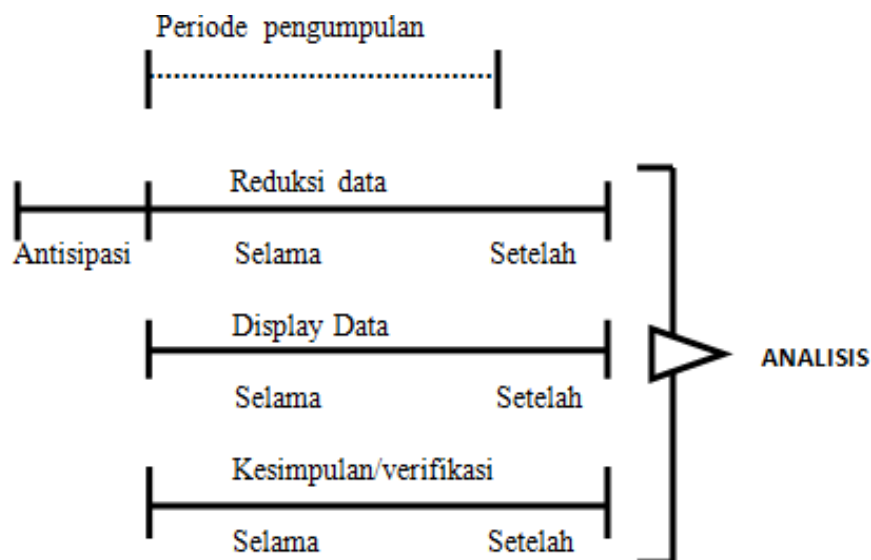 Periode pengumpulan
Reduksi data
Antisipasi Selama Setelah
Display Data
ANALISIS
Selama Setelah
Kesimpulan/verifikasi
Selama Setelah